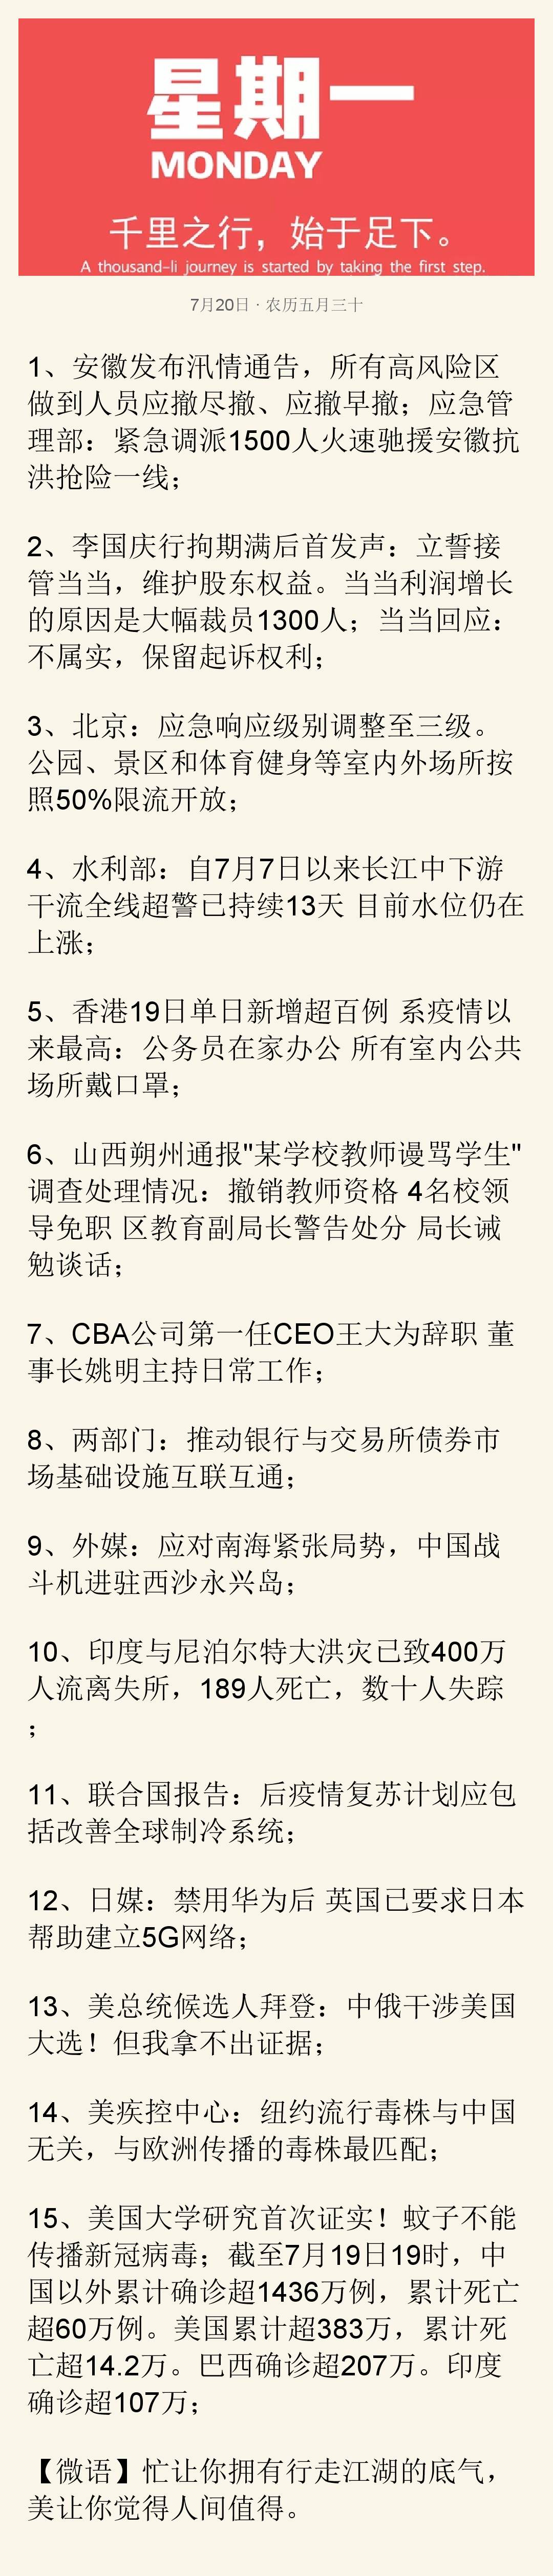 星期一
MONDAY
千里之行，始于足下。
A thousand-li journey is started by taking the first step.
7月20日 · 农历五月三十
1、安徽发布汛情通告，所有高风险区
做到人员应撤尽撤、应撤早撤；应急管
理部：紧急调派1500人火速驰援安徽抗
洪抢险一线；
2、李国庆行拘期满后首发声：立誓接
管当当，维护股东权益。当当利润增长
的原因是大幅裁员1300人；当当回应：
不属实，保留起诉权利；
3、北京：应急响应级别调整至三级。
公园、景区和体育健身等室内外场所按
照50%限流开放；
4、水利部：自7月7日以来长江中下游
干流全线超警已持续13天 目前水位仍在
上涨；
5、香港19日单日新增超百例 系疫情以
来最高：公务员在家办公 所有室内公共
场所戴口罩；
6、山西朔州通报"某学校教师谩骂学生"
调查处理情况：撤销教师资格 4名校领
导免职 区教育副局长警告处分 局长诫
勉谈话；
7、CBA公司第一任CEO王大为辞职 董
事长姚明主持日常工作；
8、两部门：推动银行与交易所债券市
场基础设施互联互通；
9、外媒：应对南海紧张局势，中国战
斗机进驻西沙永兴岛；
10、印度与尼泊尔特大洪灾已致400万
人流离失所，189人死亡，数十人失踪
；
11、联合国报告：后疫情复苏计划应包
括改善全球制冷系统；
12、日媒：禁用华为后 英国已要求日本
帮助建立5G网络；
13、美总统候选人拜登：中俄干涉美国
大选！但我拿不出证据；
14、美疾控中心：纽约流行毒株与中国
无关，与欧洲传播的毒株最匹配；
15、美国大学研究首次证实！蚊子不能
传播新冠病毒；截至7月19日19时，中
国以外累计确诊超1436万例，累计死亡
超60万例。美国累计超383万，累计死
亡超14.2万。巴西确诊超207万。印度
确诊超107万；
【微语】忙让你拥有行走江湖的底气，
美让你觉得人间值得。